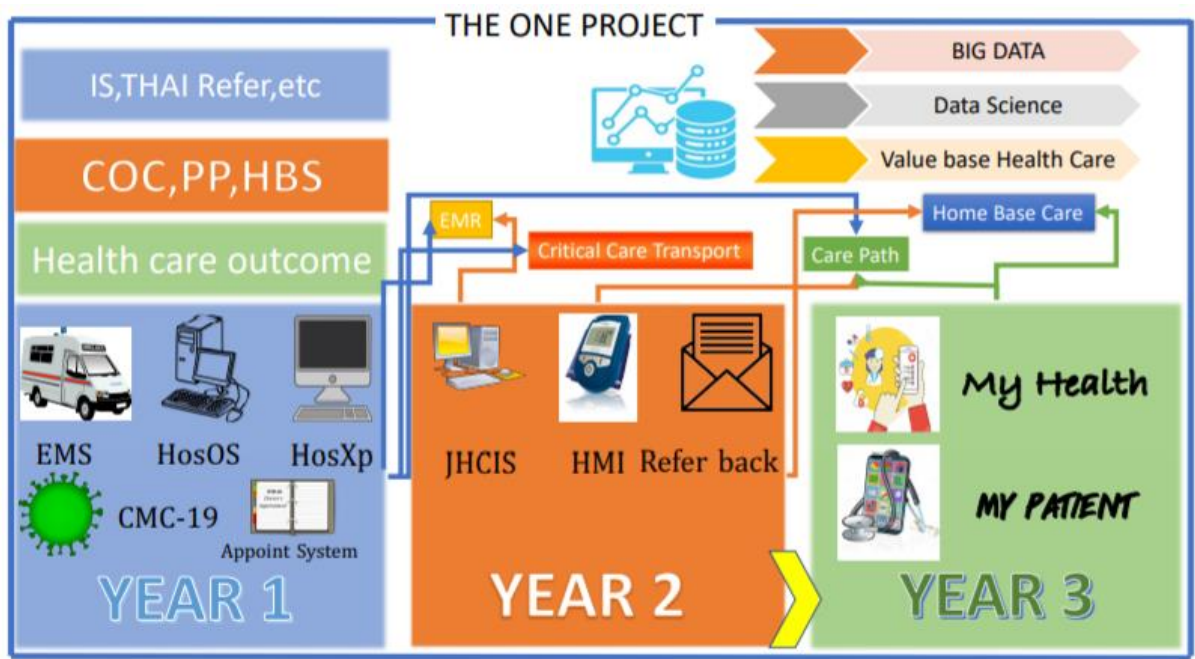 THE ONE PROJECT
IS,THAI Refer,etc
COC,PP,HBS
Health care outcome
BIG DATA
Data Science
Value base Health Care
EMR
Critical Care Transport
Care Path
Home Base Care
EMS
HosOS
HosXp
CMC-19
Appoint System
YEAR 1
JHCIS
HMI
Refer back
YEAR 2
My Health
MY PATIENT
YEAR 3